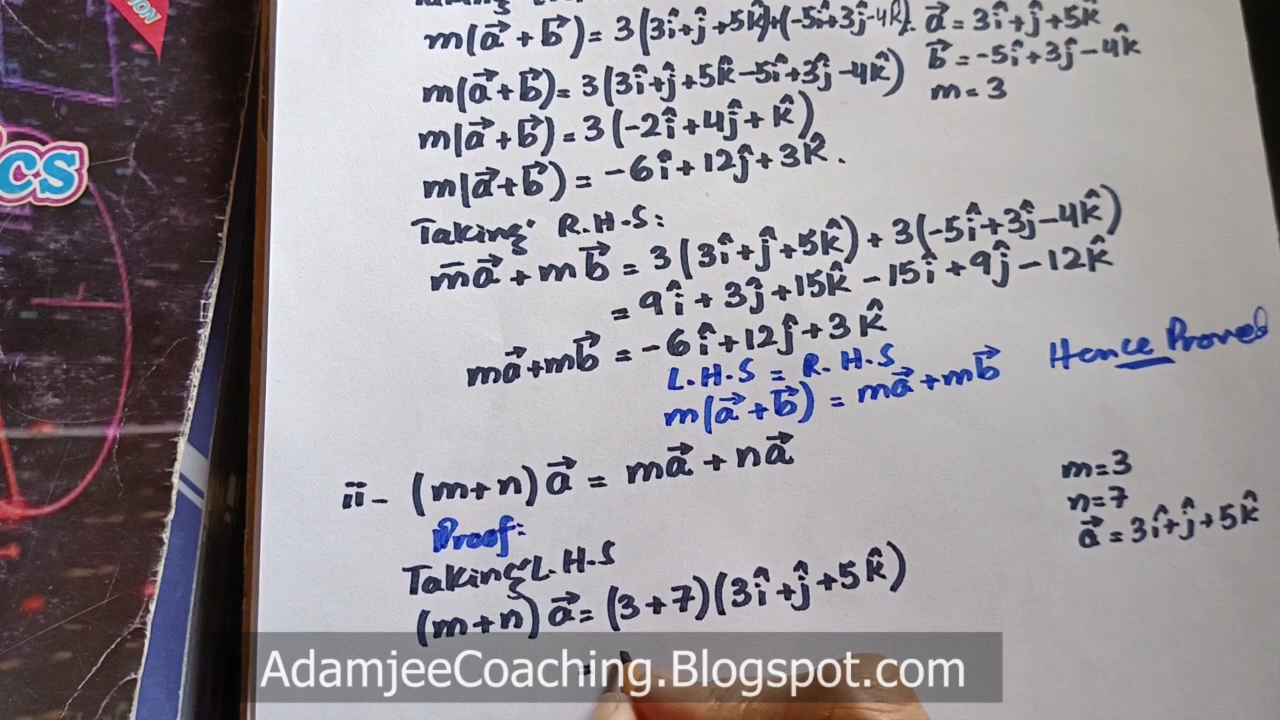 m(a⃗ + b⃗) = 3(3î+ĵ+5k̂)+(-5î+3ĵ-4k̂). a⃗ = 3î+ĵ+5k̂
m(a⃗+b⃗) = 3(3î+ĵ+5k̂-5î+3ĵ-4k̂) b⃗ = -5î+3ĵ-4k̂
m = 3
m(a⃗+b⃗) = 3(-2î+4ĵ+k̂)
m(a⃗+b⃗) = -6î+12ĵ+3k̂.
Taking R.H.S:
ma⃗+mb⃗ = 3(3î+ĵ+5k̂) + 3(-5î+3ĵ-4k̂)
= 9î+3ĵ+15k̂-15î+9ĵ-12k̂
ma⃗+mb⃗ = -6î+12ĵ+3k̂
L.H.S = R.H.S
Hence Proved
m(a⃗+b⃗) = ma⃗+mb⃗
ii- (m+n)a⃗ = ma⃗+na⃗
m=3
n=7
a⃗ = 3î+ĵ+5k̂
Proof:
Taking L.H.S
(m+n)a⃗ = (3+7)(3î+ĵ+5k̂)
=
AdamjeeCoaching.Blogspot.com
CS